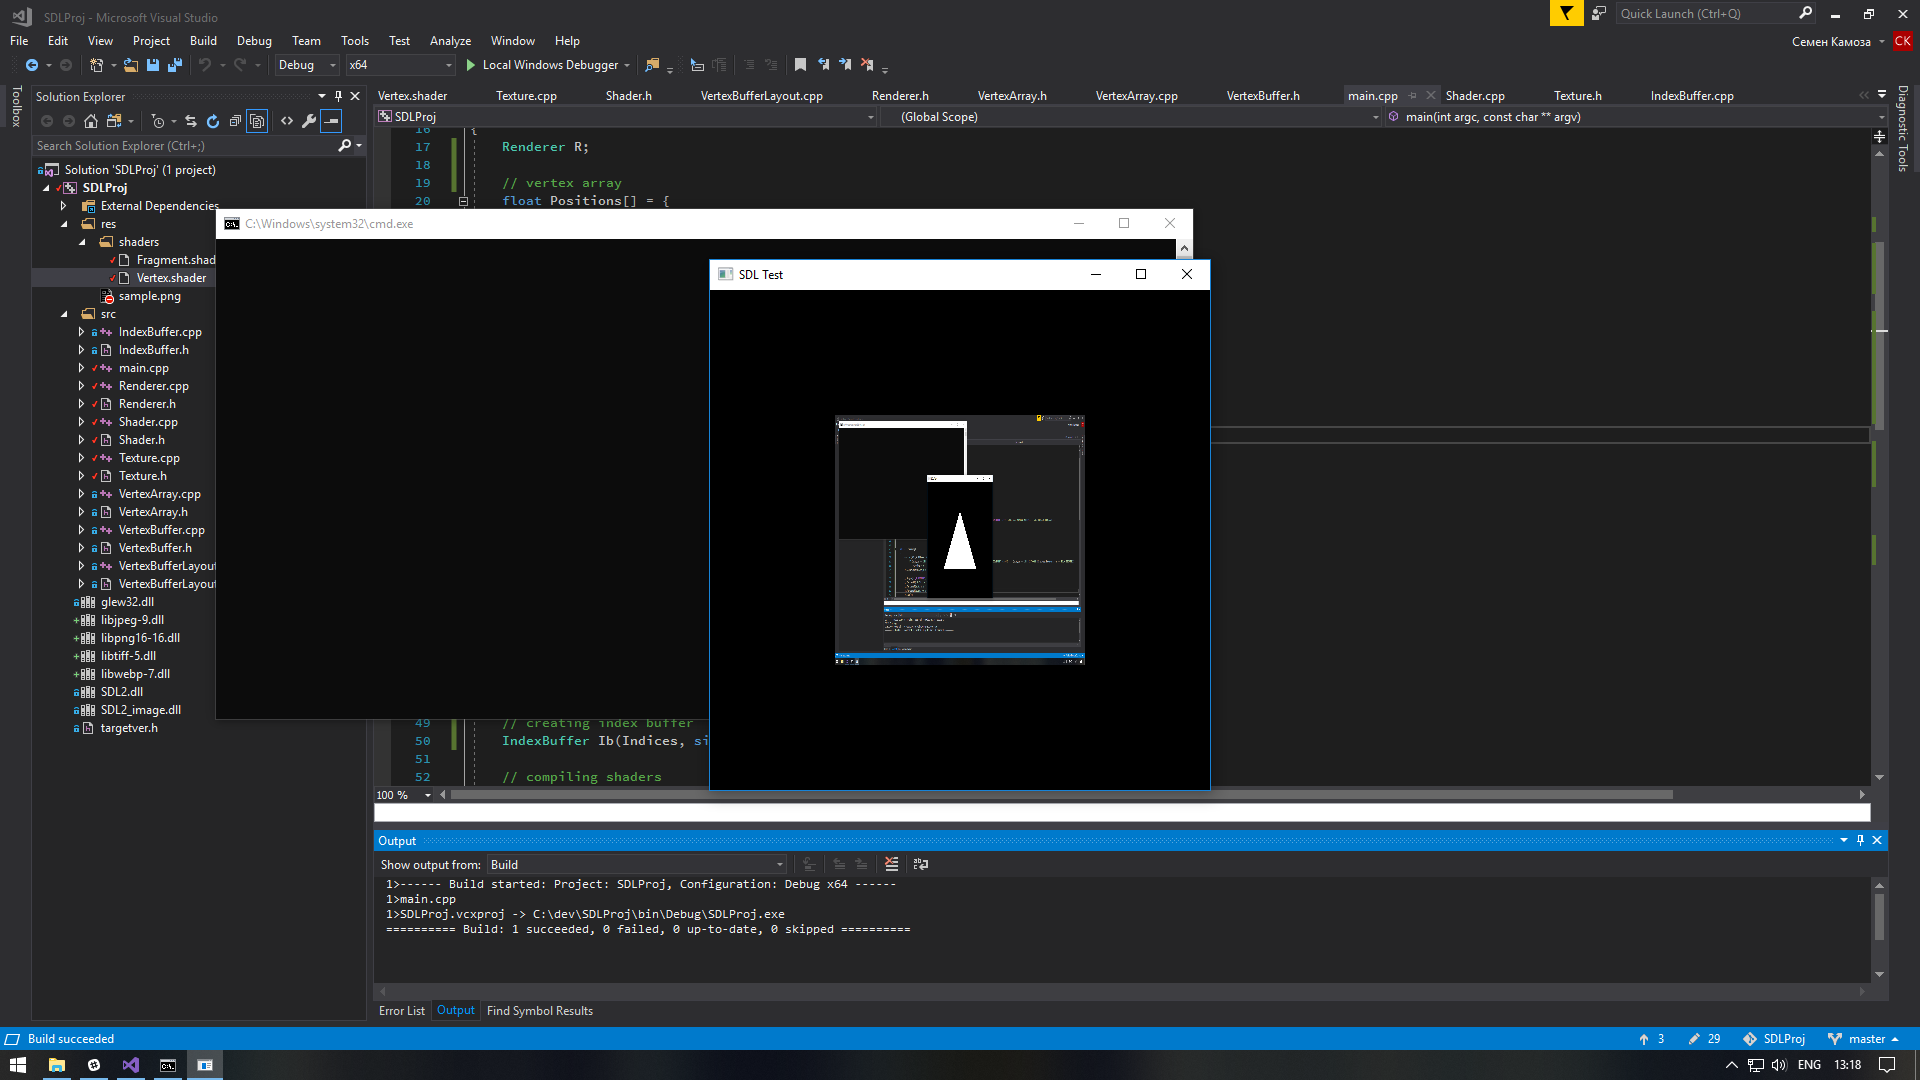 SDLProj - Microsoft Visual Studio
Quick Launch (Ctrl+Q)
File Edit View Project Build Debug Team Tools Test Analyze Window Help
Семен Камоза
СК
Debug
x64
Local Windows Debugger
Toolbox
Solution Explorer
Search Solution Explorer (Ctrl+;)
Solution 'SDLProj' (1 project)
SDLProj
External Dependencies
res
shaders
Fragment.shad
Vertex.shader
sample.png
src
IndexBuffer.cpp
IndexBuffer.h
main.cpp
Renderer.cpp
Renderer.h
Shader.cpp
Shader.h
Texture.cpp
Texture.h
VertexArray.cpp
VertexArray.h
VertexBuffer.cpp
VertexBuffer.h
VertexBufferLayout
VertexBufferLayout
glew32.dll
libjpeg-9.dll
libpng16-16.dll
libtiff-5.dll
libwebp-7.dll
SDL2.dll
SDL2_image.dll
targetver.h
Vertex.shader Texture.cpp Shader.h VertexBufferLayout.cpp Renderer.h VertexArray.h VertexArray.cpp VertexBuffer.h main.cpp Shader.cpp Texture.h IndexBuffer.cpp
SDLProj (Global Scope) main(int argc, const char ** argv)
Diagnostic Tools
16 {
17 Renderer R;
18
19 // vertex array
20 float Positions[] = {
C:\Windows\system32\cmd.exe
SDL Test
49 // creating index buffer
50 IndexBuffer Ib(Indices, si
51
52 // compiling shaders
100 %
Output
Show output from: Build
1>------ Build started: Project: SDLProj, Configuration: Debug x64 ------
1>main.cpp
1>SDLProj.vcxproj -> C:\dev\SDLProj\bin\Debug\SDLProj.exe
========== Build: 1 succeeded, 0 failed, 0 up-to-date, 0 skipped ==========
Error List Output Find Symbol Results
Build succeeded
3 29 SDLProj master
ENG 13:18